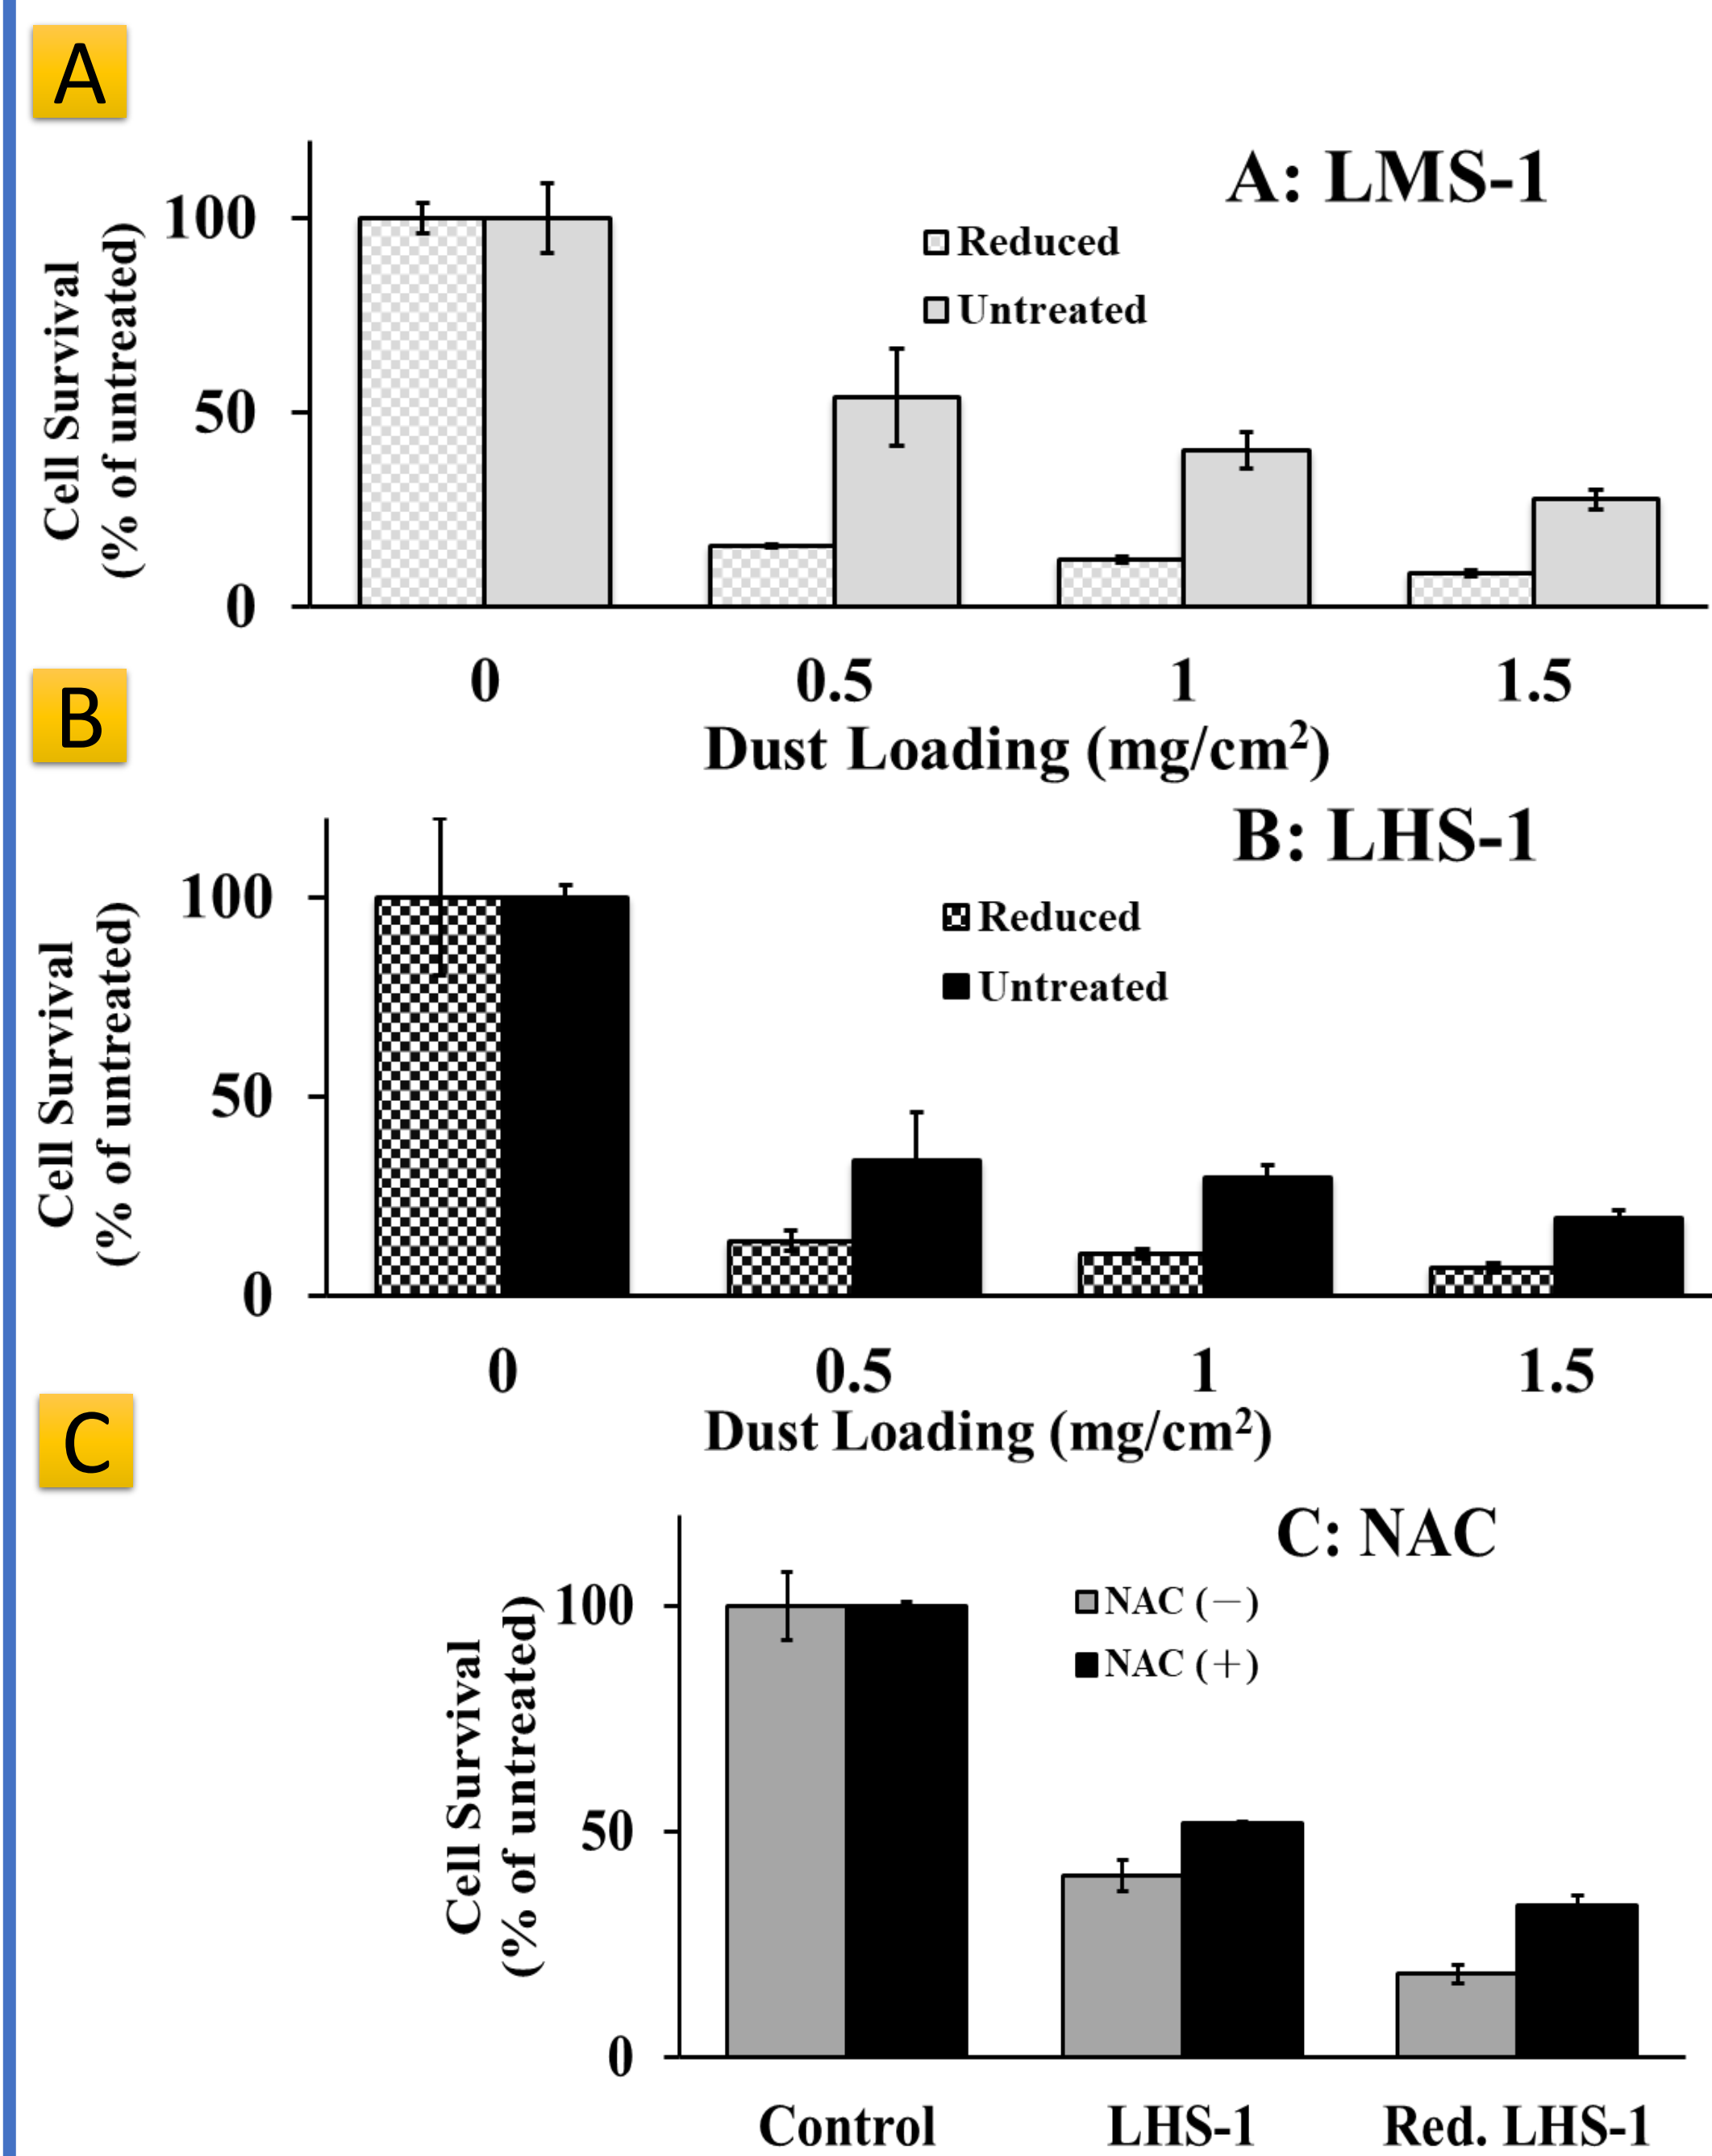 A
A: LMS-1
Reduced
Untreated
Cell Survival
(% of untreated)
100
50
0
0 0.5 1 1.5
Dust Loading (mg/cm²)
B
B: LHS-1
Reduced
Untreated
Cell Survival
(% of untreated)
100
50
0
0 0.5 1 1.5
Dust Loading (mg/cm²)
C
C: NAC
NAC (−)
NAC (+)
Cell Survival
(% of untreated)
100
50
0
Control LHS-1 Red. LHS-1